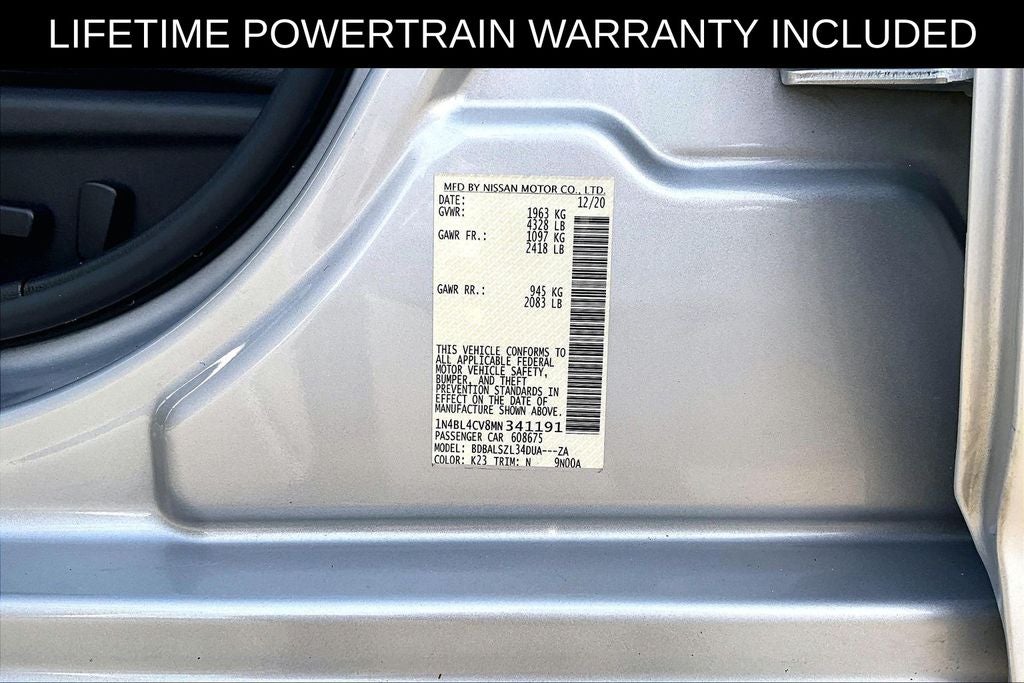 LIFETIME POWERTRAIN WARRANTY INCLUDED
MFD BY NISSAN MOTOR CO., LTD.
DATE: 12/20
GVWR: 1963 KG
4328 LB
GAWR FR.: 1097 KG
2418 LB
GAWR RR.: 945 KG
2083 LB
THIS VEHICLE CONFORMS TO
ALL APPLICABLE FEDERAL
MOTOR VEHICLE SAFETY,
BUMPER, AND THEFT
PREVENTION STANDARDS IN
EFFECT ON THE DATE OF
MANUFACTURE SHOWN ABOVE.
1N4BL4CV8MN341191
PASSENGER CAR 608675
MODEL: BDBALSZL34DUA---ZA
COLOR: K23 TRIM: N 9N00A